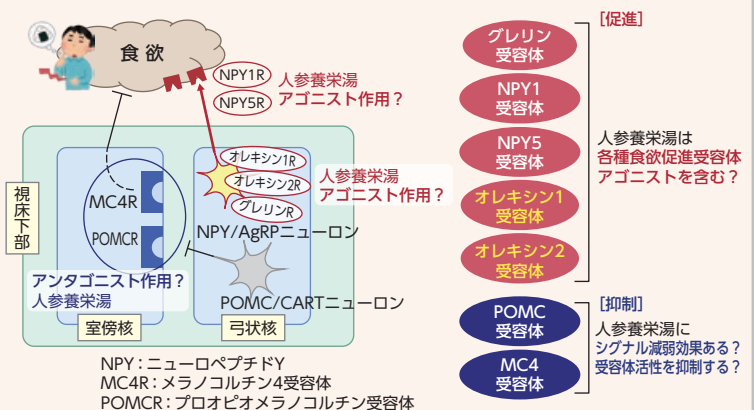 食欲
NPY1R
NPY5R
人参養栄湯
アゴニスト作用?
オレキシン1R
オレキシン2R
グレリンR
人参養栄湯
アゴニスト作用?
視床下部
MC4R
POMCR
NPY/AgRPニューロン
アンタゴニスト作用?
人参養栄湯
POMC/CARTニューロン
室傍核
弓状核
NPY:ニューロペプチドY
MC4R:メラノコルチン4受容体
POMCR:プロオピオメラノコルチン受容体
[促進]
グレリン
受容体
NPY1
受容体
NPY5
受容体
オレキシン1
受容体
オレキシン2
受容体
人参養栄湯は
各種食欲促進受容体
アゴニストを含む?
[抑制]
POMC
受容体
MC4
受容体
人参養栄湯に
シグナル減弱効果ある?
受容体活性を抑制する?